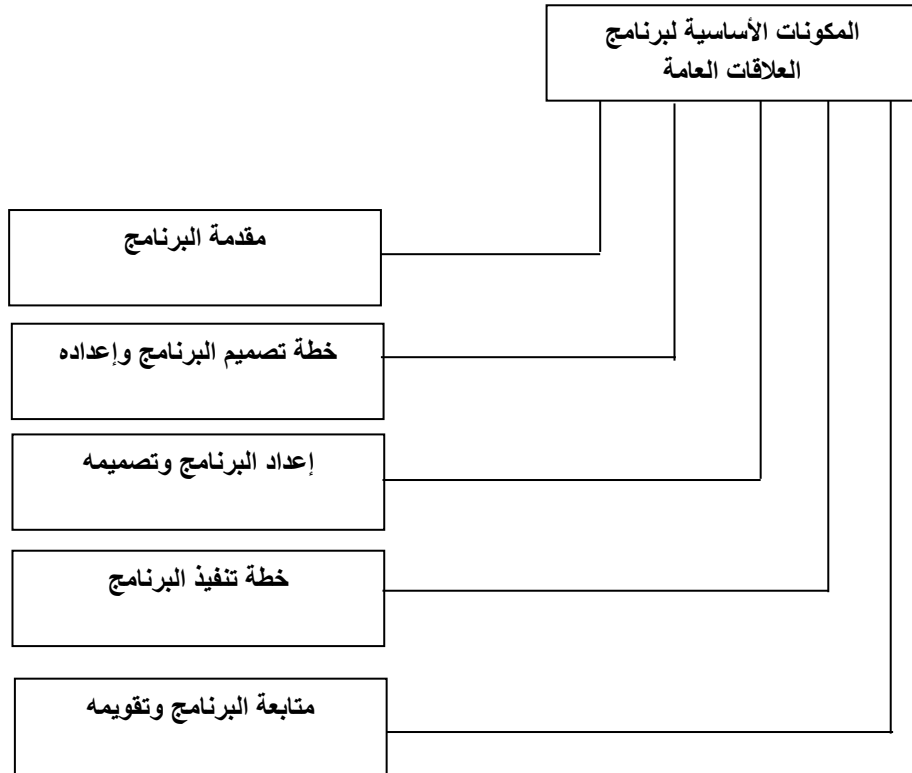 المكونات الأساسية لبرنامج
العلاقات العامة
مقدمة البرنامج
خطة تصميم البرنامج وإعداده
إعداد البرنامج وتصميمه
خطة تنفيذ البرنامج
متابعة البرنامج وتقويمه